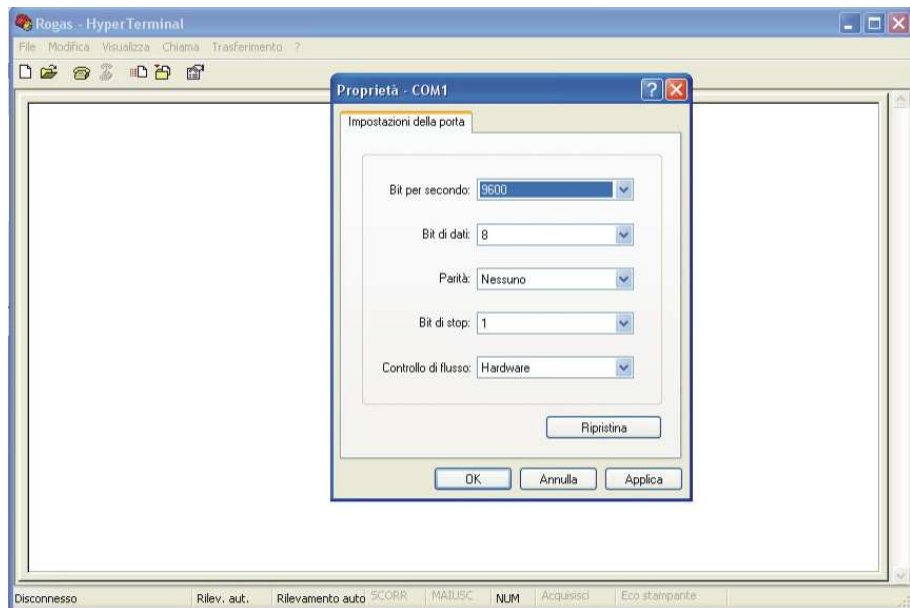 Rogas - HyperTerminal
File Modifica Visualizza Chiama Trasferimento ?
Proprietà - COM1
Impostazioni della porta
Bit per secondo: 9600
Bit di dati: 8
Parità: Nessuno
Bit di stop: 1
Controllo di flusso: Hardware
Ripristina
OK Annulla Applica
Disconnesso Rilev. aut. Rilevamento auto SCORR MAIUSC NUM Acquisisci Eco stampante